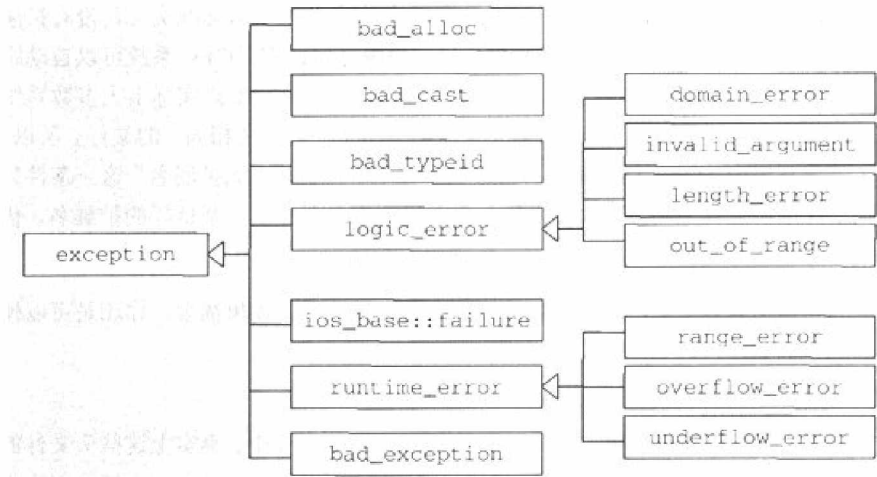 bad_alloc
bad_cast
bad_typeid
logic_error
exception
ios_base::failure
runtime_error
bad_exception
domain_error
invalid_argument
length_error
out_of_range
range_error
overflow_error
underflow_error